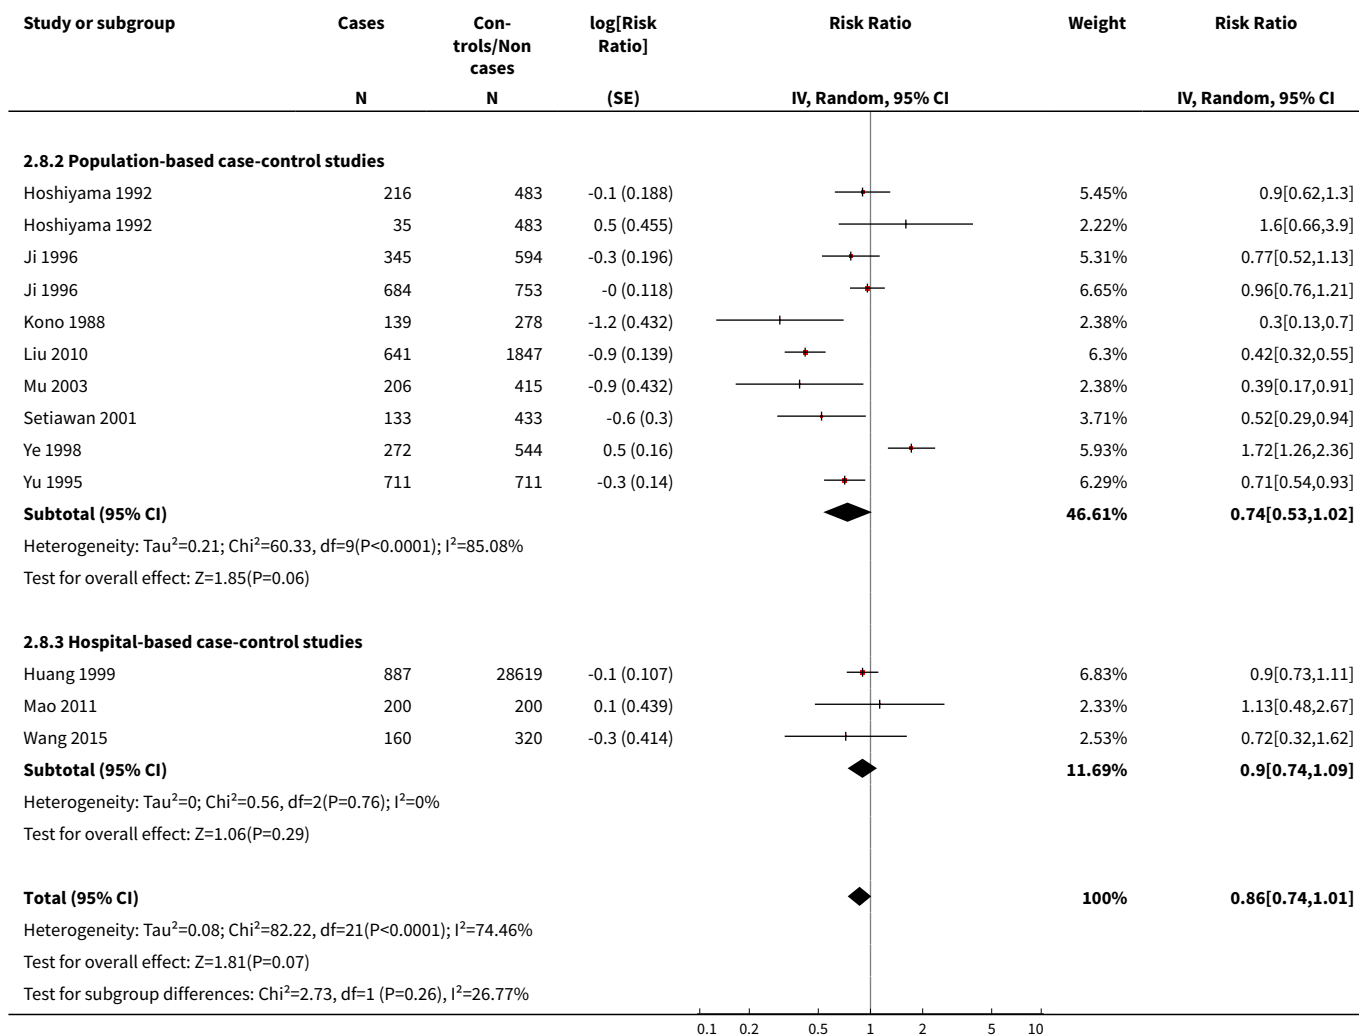 Study or subgroup Cases Con-trols/Non cases log[Risk Ratio] Risk Ratio Weight Risk Ratio
N N (SE) IV, Random, 95% CI IV, Random, 95% CI
2.8.2 Population-based case-control studies
Hoshiyama 1992 216 483 -0.1 (0.188) 5.45% 0.9[0.62,1.3]
Hoshiyama 1992 35 483 0.5 (0.455) 2.22% 1.6[0.66,3.9]
Ji 1996 345 594 -0.3 (0.196) 5.31% 0.77[0.52,1.13]
Ji 1996 684 753 -0 (0.118) 6.65% 0.96[0.76,1.21]
Kono 1988 139 278 -1.2 (0.432) 2.38% 0.3[0.13,0.7]
Liu 2010 641 1847 -0.9 (0.139) 6.3% 0.42[0.32,0.55]
Mu 2003 206 415 -0.9 (0.432) 2.38% 0.39[0.17,0.91]
Setiawan 2001 133 433 -0.6 (0.3) 3.71% 0.52[0.29,0.94]
Ye 1998 272 544 0.5 (0.16) 5.93% 1.72[1.26,2.36]
Yu 1995 711 711 -0.3 (0.14) 6.29% 0.71[0.54,0.93]
Subtotal (95% CI) 46.61% 0.74[0.53,1.02]
Heterogeneity: Tau²=0.21; Chi²=60.33, df=9(P<0.0001); I²=85.08%
Test for overall effect: Z=1.85(P=0.06)
2.8.3 Hospital-based case-control studies
Huang 1999 887 28619 -0.1 (0.107) 6.83% 0.9[0.73,1.11]
Mao 2011 200 200 0.1 (0.439) 2.33% 1.13[0.48,2.67]
Wang 2015 160 320 -0.3 (0.414) 2.53% 0.72[0.32,1.62]
Subtotal (95% CI) 11.69% 0.9[0.74,1.09]
Heterogeneity: Tau²=0; Chi²=0.56, df=2(P=0.76); I²=0%
Test for overall effect: Z=1.06(P=0.29)
Total (95% CI) 100% 0.86[0.74,1.01]
Heterogeneity: Tau²=0.08; Chi²=82.22, df=21(P<0.0001); I²=74.46%
Test for overall effect: Z=1.81(P=0.07)
Test for subgroup differences: Chi²=2.73, df=1 (P=0.26), I²=26.77%
0.1 0.2 0.5 1 2 5 10